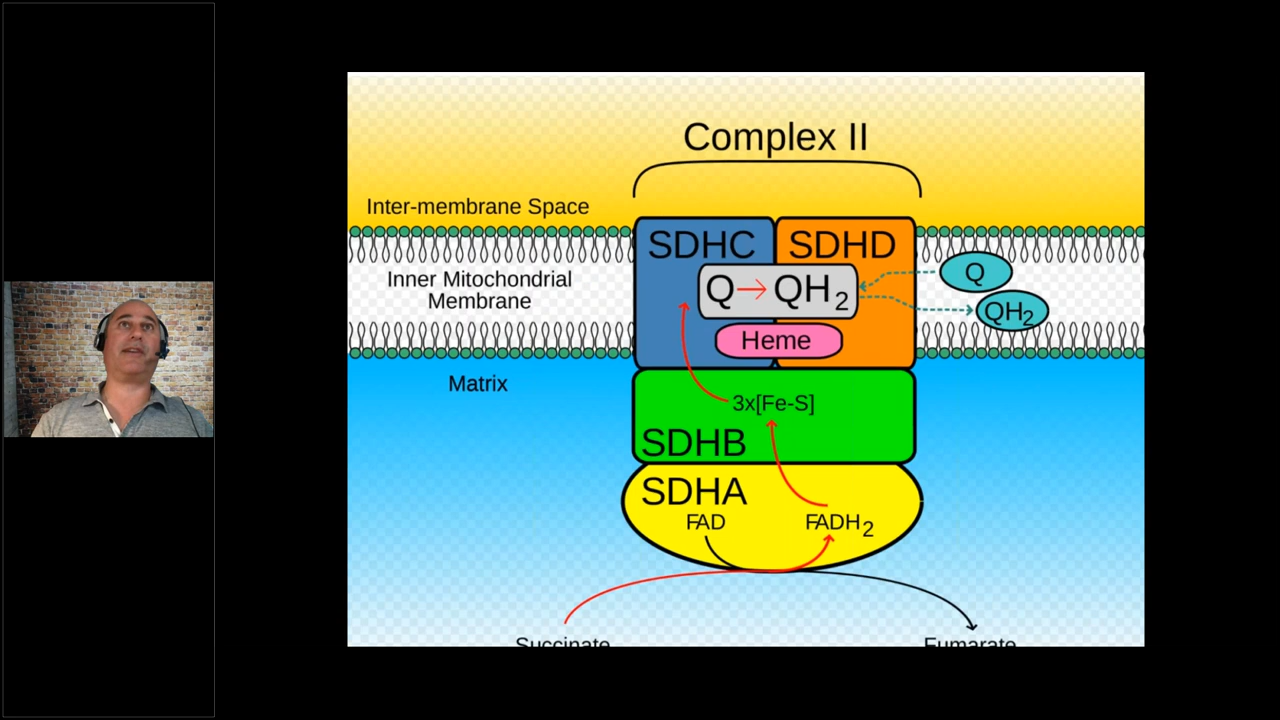 Complex II
Inter-membrane Space
SDHC
SDHD
Inner Mitochondrial
Membrane
Q → QH2
Q
QH2
Heme
Matrix
3x[Fe-S]
SDHB
SDHA
FAD
FADH2
Succinate
Fumarate